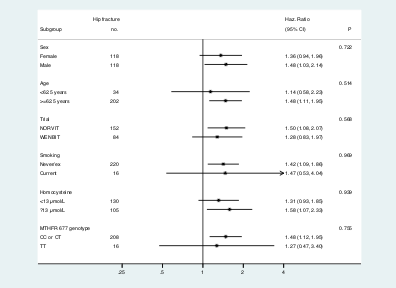 Hip fracture Haz. Ratio
Subgroup no. (95% CI) P
Sex 0.722
Female 118 1.36 (0.94, 1.96)
Male 118 1.48 (1.03, 2.14)
Age 0.514
<62.5 years 34 1.14 (0.58, 2.23)
>=62.5 years 202 1.48 (1.11, 1.95)
Trial 0.568
NORVIT 152 1.50 (1.08, 2.07)
WENBIT 84 1.28 (0.83, 1.97)
Smoking 0.969
Never/ex 220 1.42 (1.09, 1.86)
Current 16 1.47 (0.53, 4.04)
Homocysteine 0.939
<13 µmol/L 130 1.31 (0.93, 1.85)
?13 µmol/L 105 1.58 (1.07, 2.33)
MTHFR 677 genotype 0.755
CC or CT 208 1.48 (1.12, 1.95)
TT 16 1.27 (0.47, 3.40)
.25 .5 1 2 4